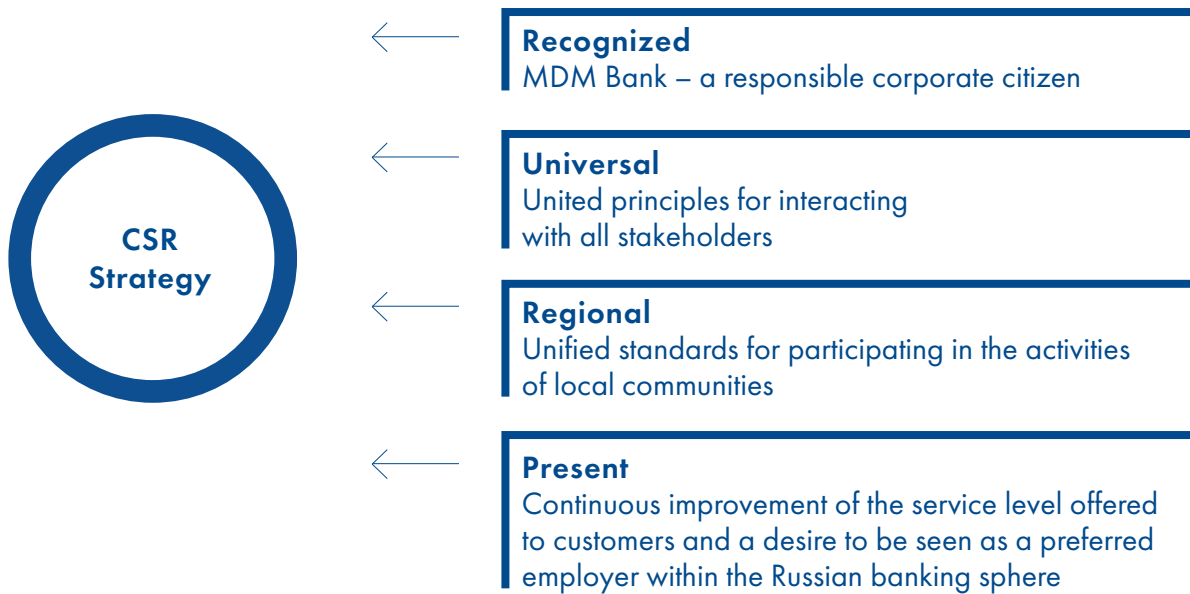 Recognized
MDM Bank – a responsible corporate citizen
CSR
Strategy
Universal
United principles for interacting
with all stakeholders
Regional
Unified standards for participating in the activities
of local communities
Present
Continuous improvement of the service level offered
to customers and a desire to be seen as a preferred
employer within the Russian banking sphere